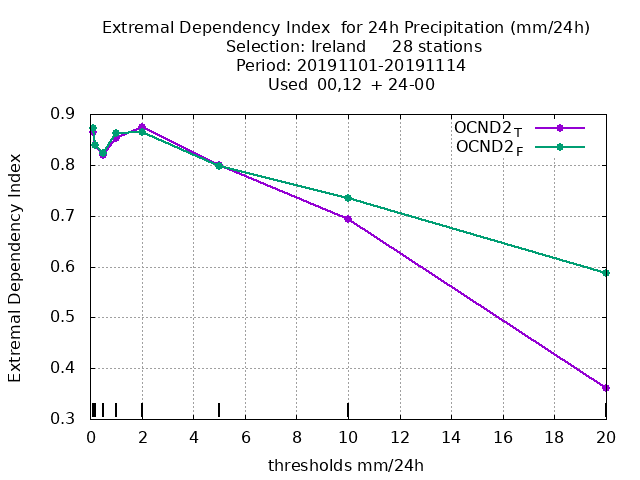 Extremal Dependency Index  for 24h Precipitation (mm/24h)
Selection: Ireland     28 stations
Period: 20191101-20191114
Used  00,12  + 24-00
Extremal Dependency Index
0.9
0.8
0.7
0.6
0.5
0.4
0.3
OCND2T
OCND2F
0 2 4 6 8 10 12 14 16 18 20
thresholds mm/24h